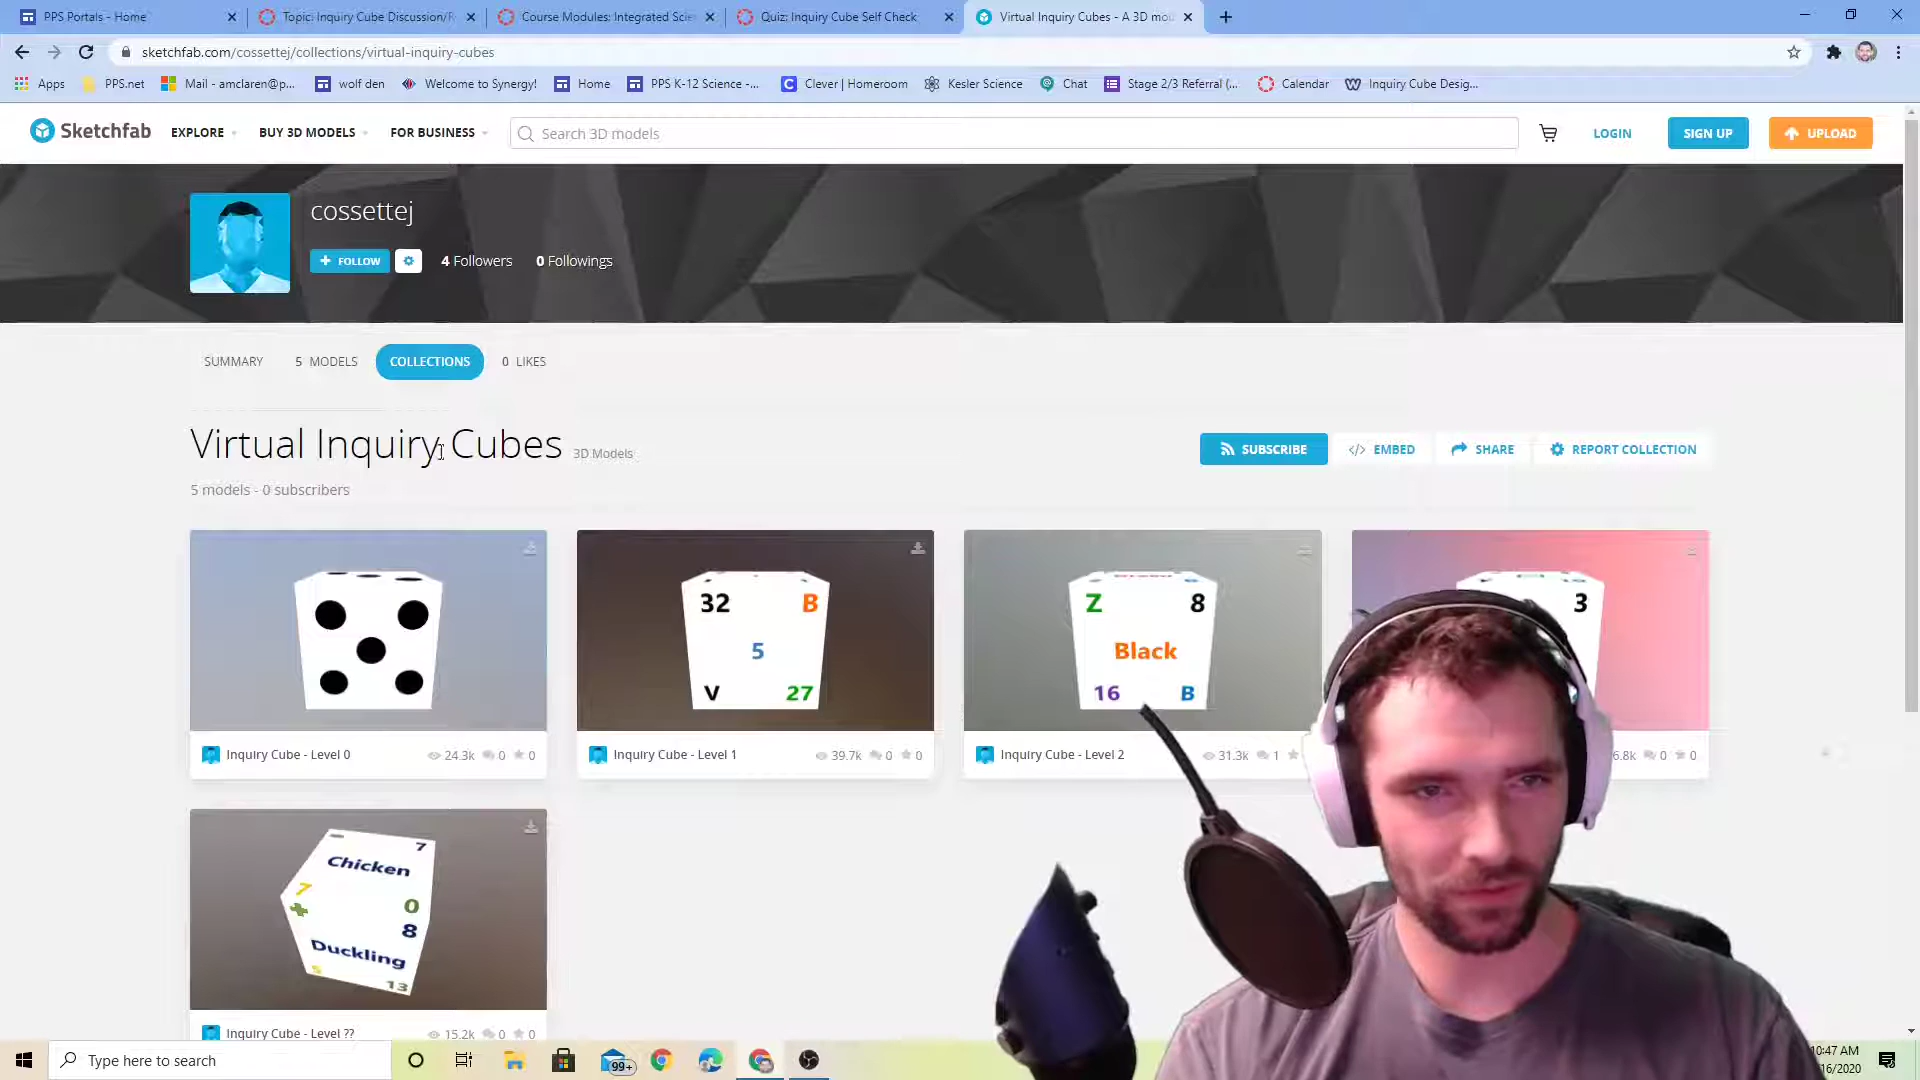 PPS Portals - Home
Topic: Inquiry Cube Discussion/R
Course Modules: Integrated Scie
Quiz: Inquiry Cube Self Check
Virtual Inquiry Cubes - A 3D mou
sketchfab.com/cossettej/collections/virtual-inquiry-cubes
Apps
PPS.net
Mail - amclaren@p...
wolf den
Welcome to Synergy!
Home
PPS K-12 Science -...
Clever | Homeroom
Kesler Science
Chat
Stage 2/3 Referral (...
Calendar
Inquiry Cube Desig...
Sketchfab
EXPLORE
BUY 3D MODELS
FOR BUSINESS
Search 3D models
LOGIN
SIGN UP
UPLOAD
cossettej
+ FOLLOW
4 Followers
0 Followings
SUMMARY
5 MODELS
COLLECTIONS
0 LIKES
Virtual Inquiry Cubes 3D Models
SUBSCRIBE
</> EMBED
SHARE
REPORT COLLECTION
5 models - 0 subscribers
32 B
5
V 27
Z 8
Black
16 B
3
Inquiry Cube - Level 0
24.3k 0 0
Inquiry Cube - Level 1
39.7k 0 0
Inquiry Cube - Level 2
31.3k 1
6.8k 0 0
7
Chicken
7
0
8
Duckling
5
13
Inquiry Cube - Level ??
15.2k 0 0
Type here to search
99+
10:47 AM
16/2020